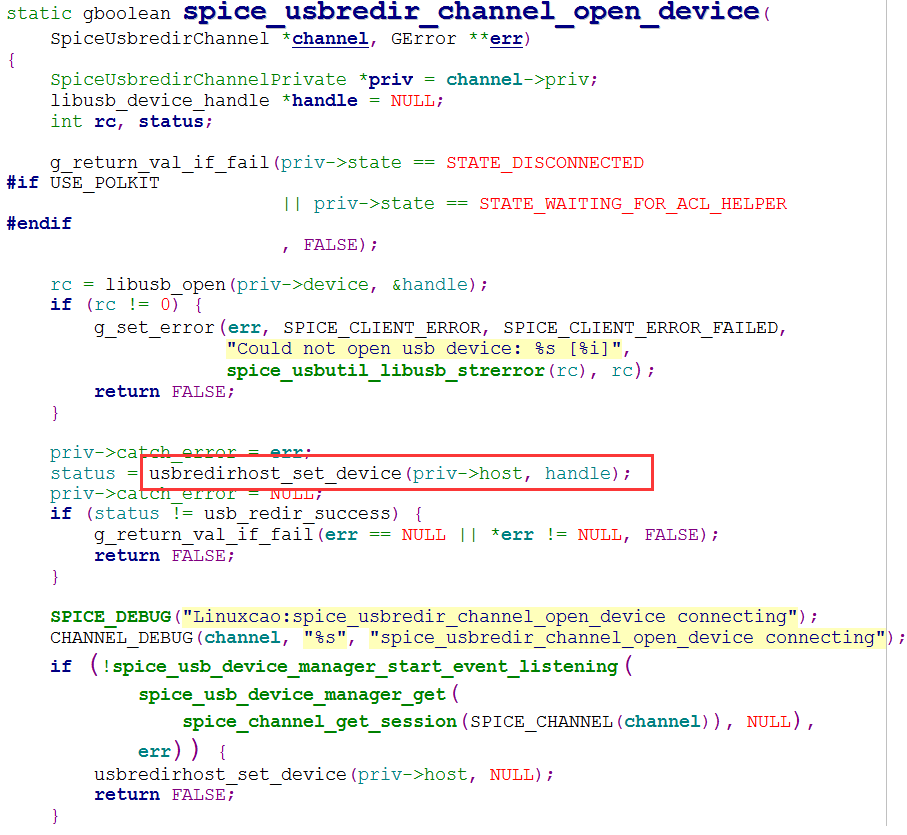 static gboolean spice_usbredir_channel_open_device(
    SpiceUsbredirChannel *channel, GError **err)
{
    SpiceUsbredirChannelPrivate *priv = channel->priv;
    libusb_device_handle *handle = NULL;
    int rc, status;

    g_return_val_if_fail(priv->state == STATE_DISCONNECTED
#if USE_POLKIT
                         || priv->state == STATE_WAITING_FOR_ACL_HELPER
#endif
                         , FALSE);

    rc = libusb_open(priv->device, &handle);
    if (rc != 0) {
        g_set_error(err, SPICE_CLIENT_ERROR, SPICE_CLIENT_ERROR_FAILED,
                    "Could not open usb device: %s [%i]",
                    spice_usbutil_libusb_strerror(rc), rc);
        return FALSE;
    }

    priv->catch_error = err;
    status = usbredirhost_set_device(priv->host, handle);
    priv->catch_error = NULL;
    if (status != usb_redir_success) {
        g_return_val_if_fail(err == NULL || *err != NULL, FALSE);
        return FALSE;
    }

    SPICE_DEBUG("Linuxcao:spice_usbredir_channel_open_device connecting");
    CHANNEL_DEBUG(channel, "%s", "spice_usbredir_channel_open_device connecting");
    if (!spice_usb_device_manager_start_event_listening(
            spice_usb_device_manager_get(
                spice_channel_get_session(SPICE_CHANNEL(channel)), NULL),
            err)) {
        usbredirhost_set_device(priv->host, NULL);
        return FALSE;
    }